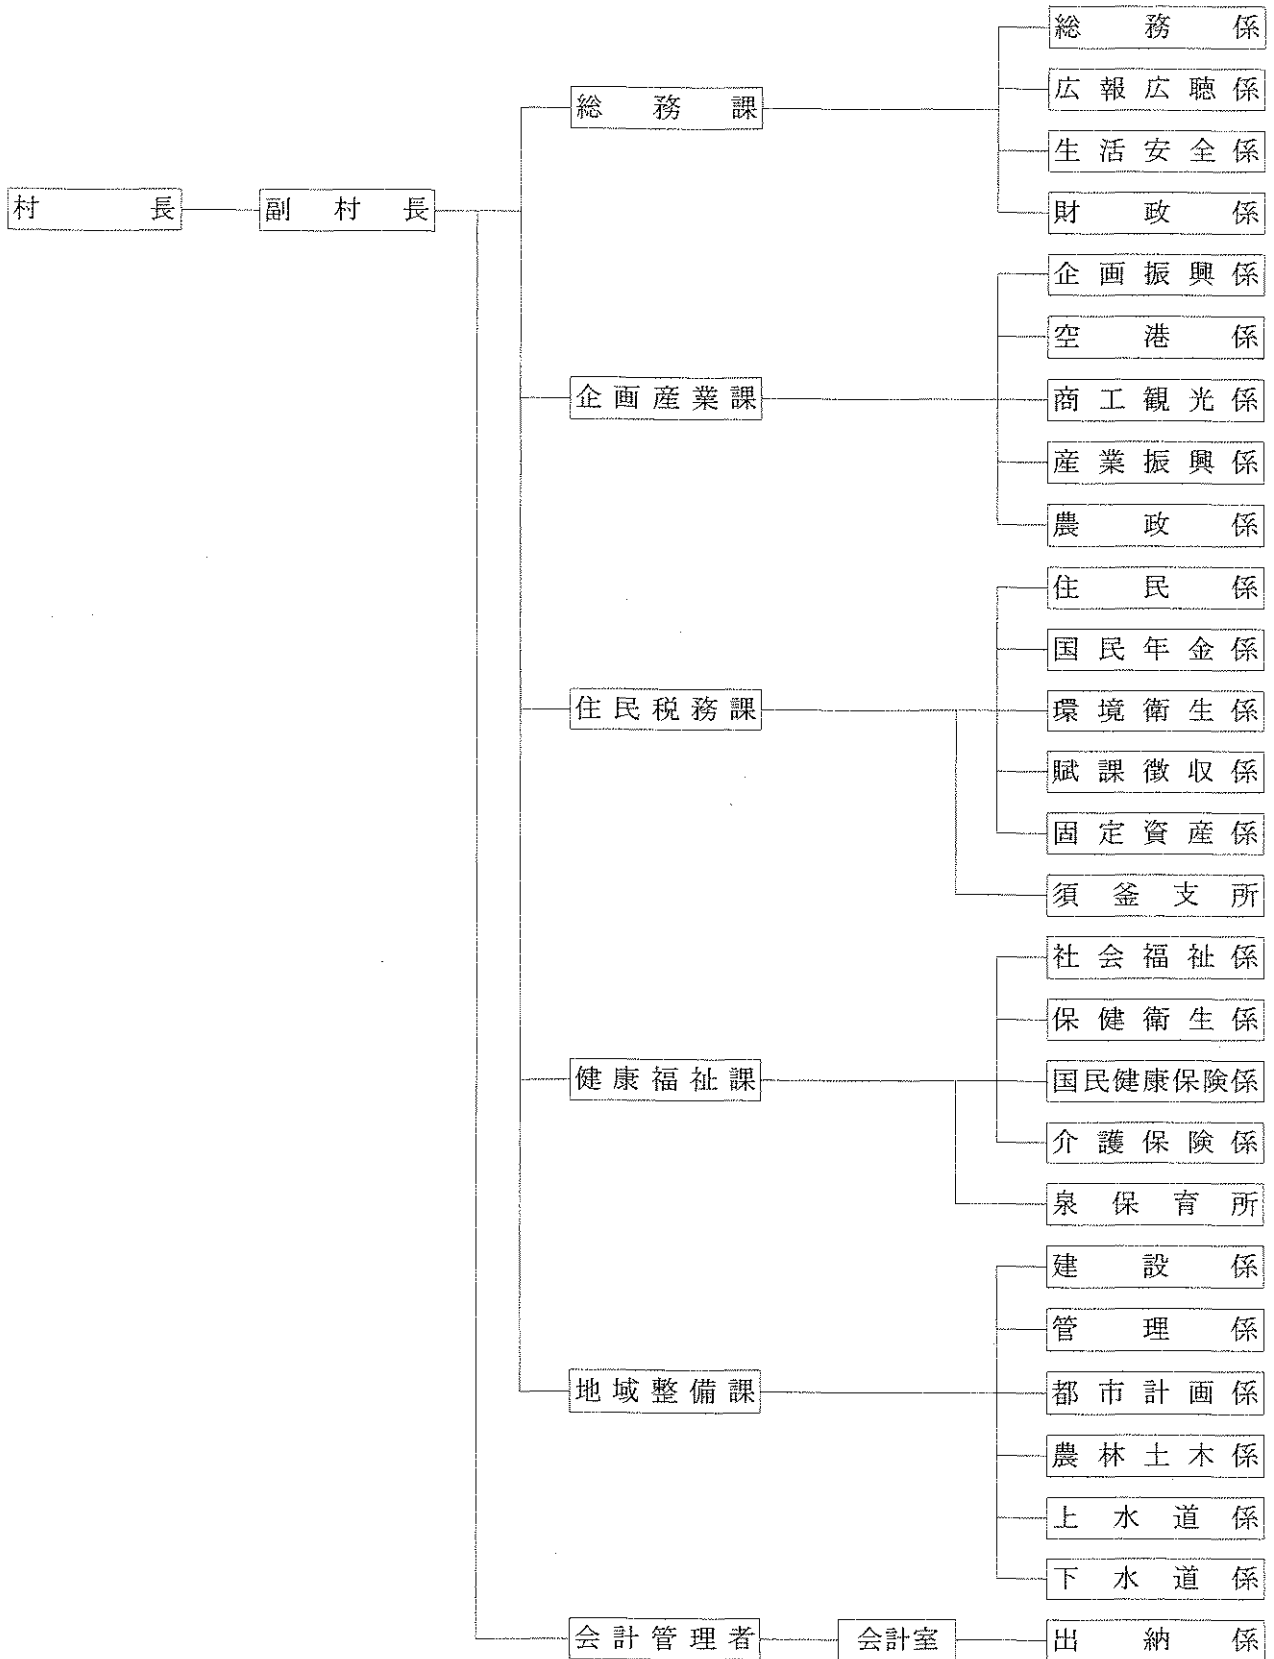 総務係
総務課
広報広聴係
生活安全係
村長
副村長
財政係
企画振興係
空港係
企画産業課
商工観光係
産業振興係
農政係
住民係
国民年金係
住民税務課
環境衛生係
賦課徴収係
固定資産係
須釜支所
社会福祉係
保健衛生係
健康福祉課
国民健康保険係
介護保険係
泉保育所
建設係
管理係
地域整備課
都市計画係
農林土木係
上水道係
下水道係
会計管理者
会計室
出納係